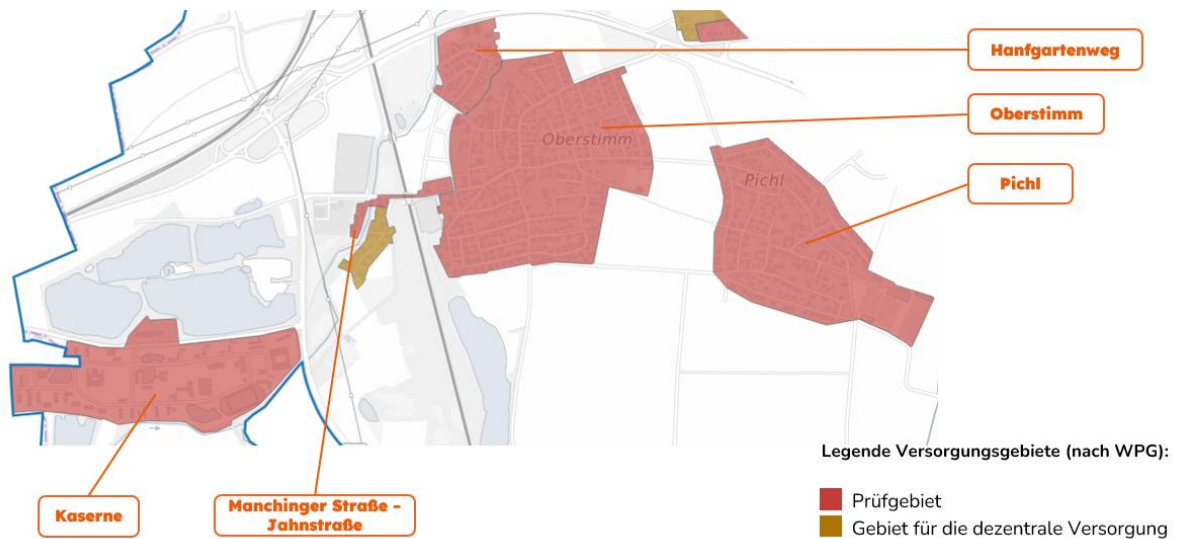 Hanfgartenweg
Oberstimm
Oberstimm
Pichl
Pichl
Kaserne
Manchinger Straße -
Jahnstraße
Legende Versorgungsgebiete (nach WPG):
Prüfgebiet
Gebiet für die dezentrale Versorgung